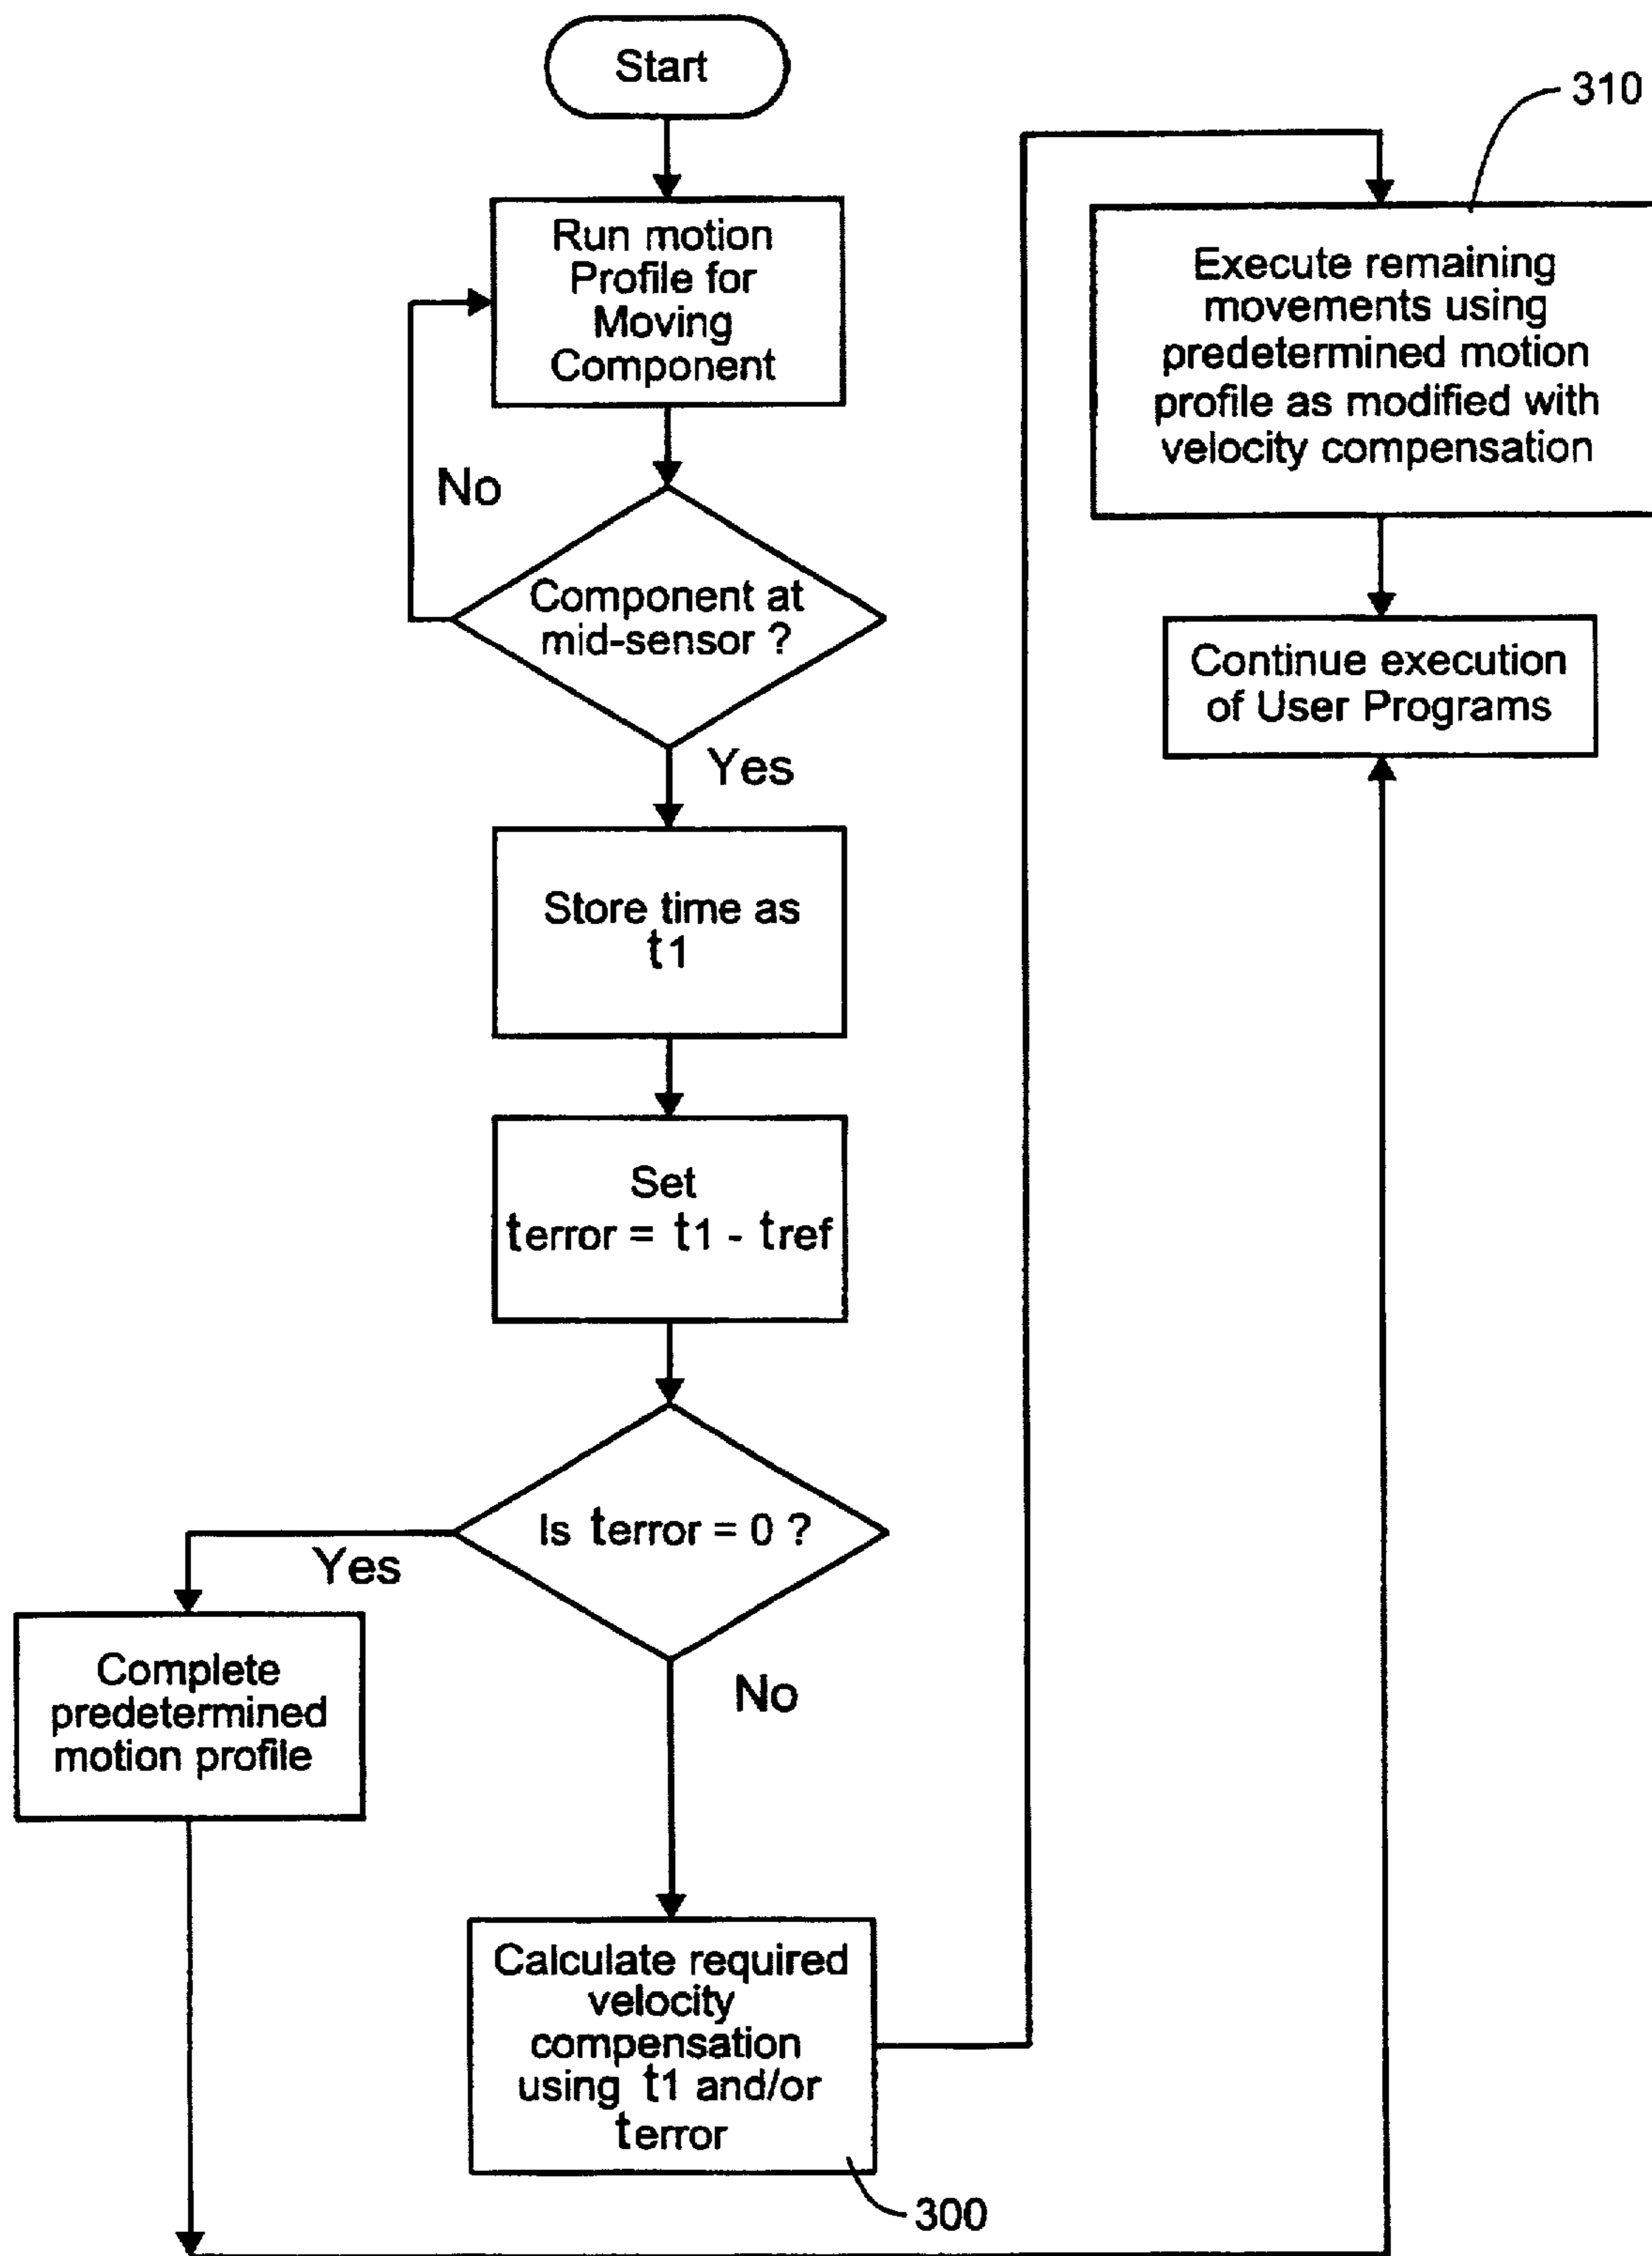 Start
Run motion
Profile for
Moving
Component
No
Component at
mid-sensor ?
Yes
Store time as
t1
Set
terror = t1 - tref
Is terror = 0 ?
Yes
No
Complete
predetermined
motion profile
Calculate required
velocity
compensation
using t1 and/or
terror
300
310
Execute remaining
movements using
predetermined motion
profile as modified with
velocity compensation
Continue execution
of User Programs